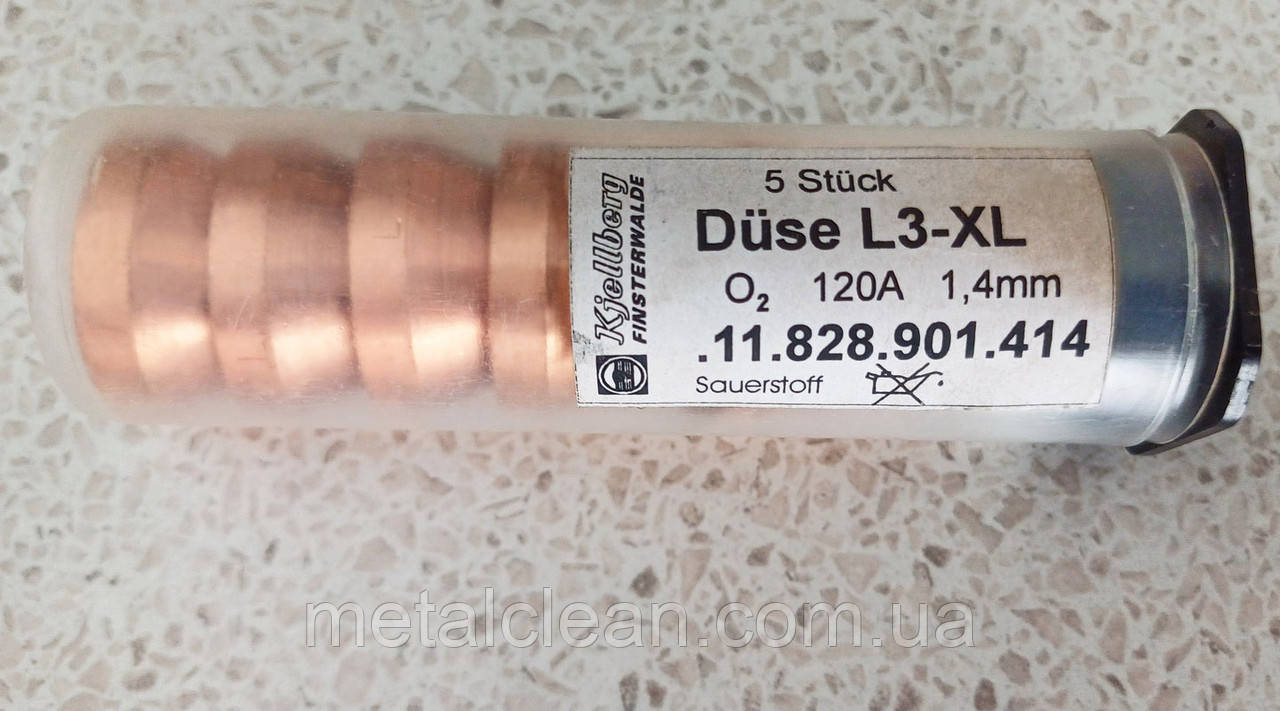 Kjellberg
FINSTERWALDE
5 Stück
Düse L3-XL
O₂ 120A 1,4mm
.11.828.901.414
Sauerstoff
metalclean.com.ua